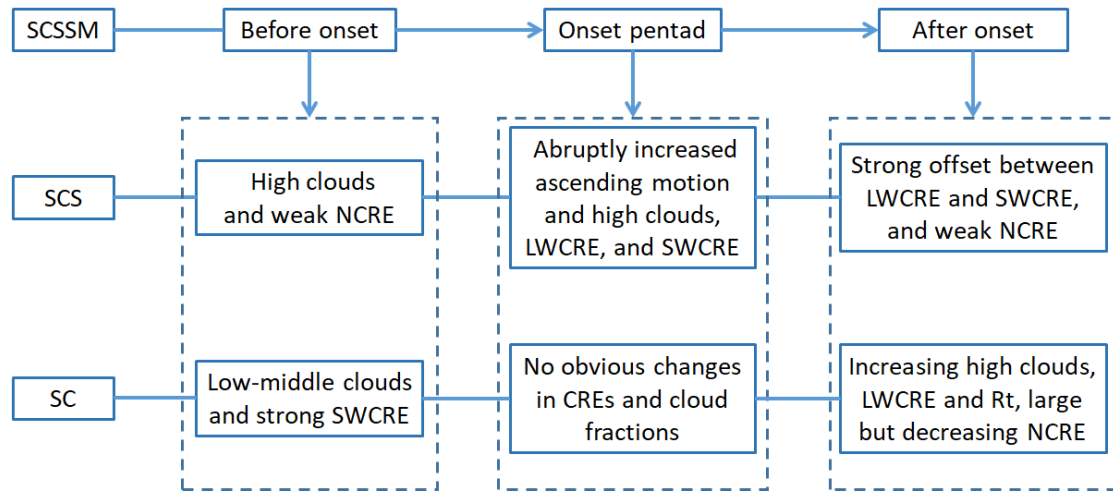 SCSSM
Before onset
Onset pentad
After onset
SCS
High clouds
and weak NCRE
Abruptly increased
ascending motion
and high clouds,
LWCRE, and SWCRE
Strong offset between
LWCRE and SWCRE,
and weak NCRE
SC
Low-middle clouds
and strong SWCRE
No obvious changes
in CREs and cloud
fractions
Increasing high clouds,
LWCRE and Rt, large
but decreasing NCRE